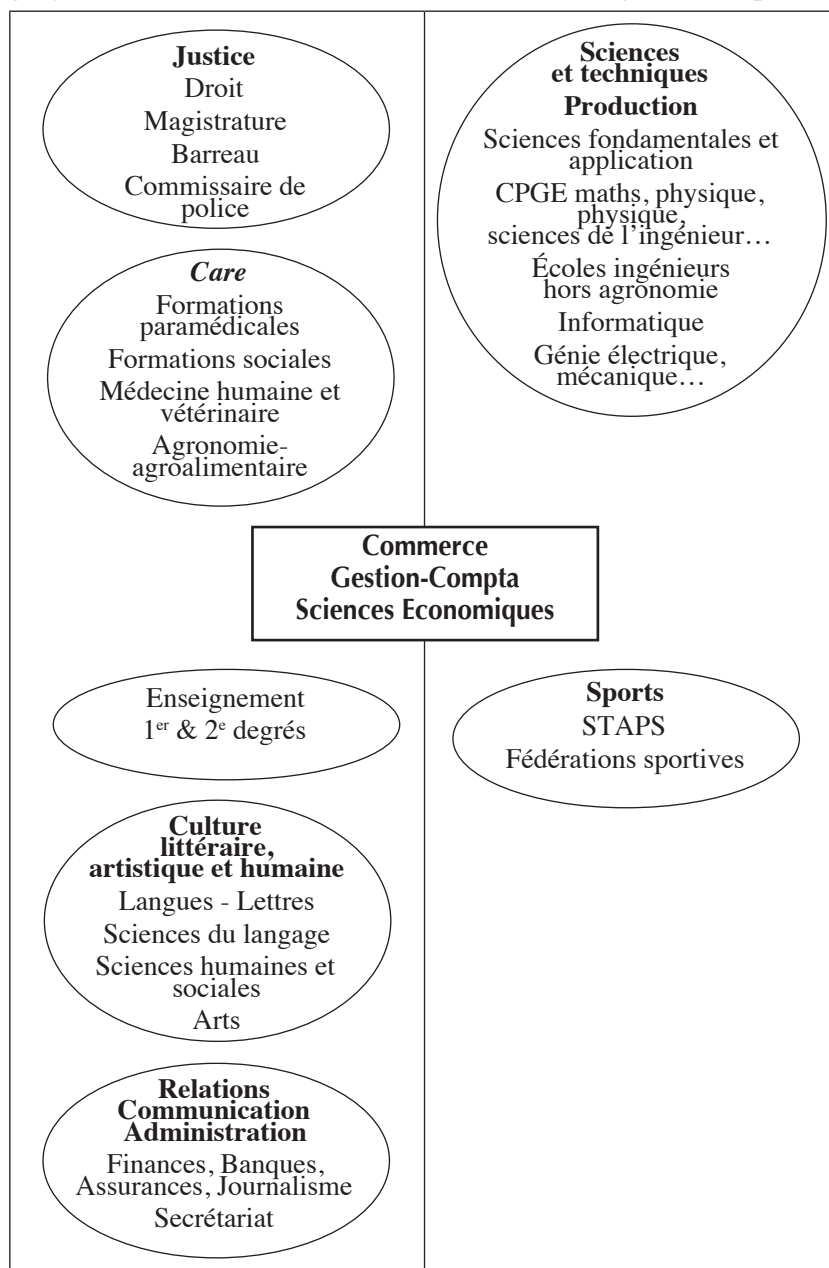 Justice
Droit
Magistrature
Barreau
Commissaire de
police
Care
Formations
paramédicales
Formations sociales
Médecine humaine et
vétérinaire
Agronomie-
agroalimentaire
Sciences
et techniques
Production
Sciences fondamentales et
application
CPGE maths, physique,
physique,
sciences de l’ingénieur…
Écoles ingénieurs
hors agronomie
Informatique
Génie électrique,
mécanique…
Commerce
Gestion-Compta
Sciences Economiques
Enseignement
1er & 2e degrés
Culture
littéraire,
artistique et humaine
Langues - Lettres
Sciences du langage
Sciences humaines et
sociales
Arts
Relations
Communication
Administration
Finances, Banques,
Assurances, Journalisme
Secrétariat
Sports
STAPS
Fédérations sportives